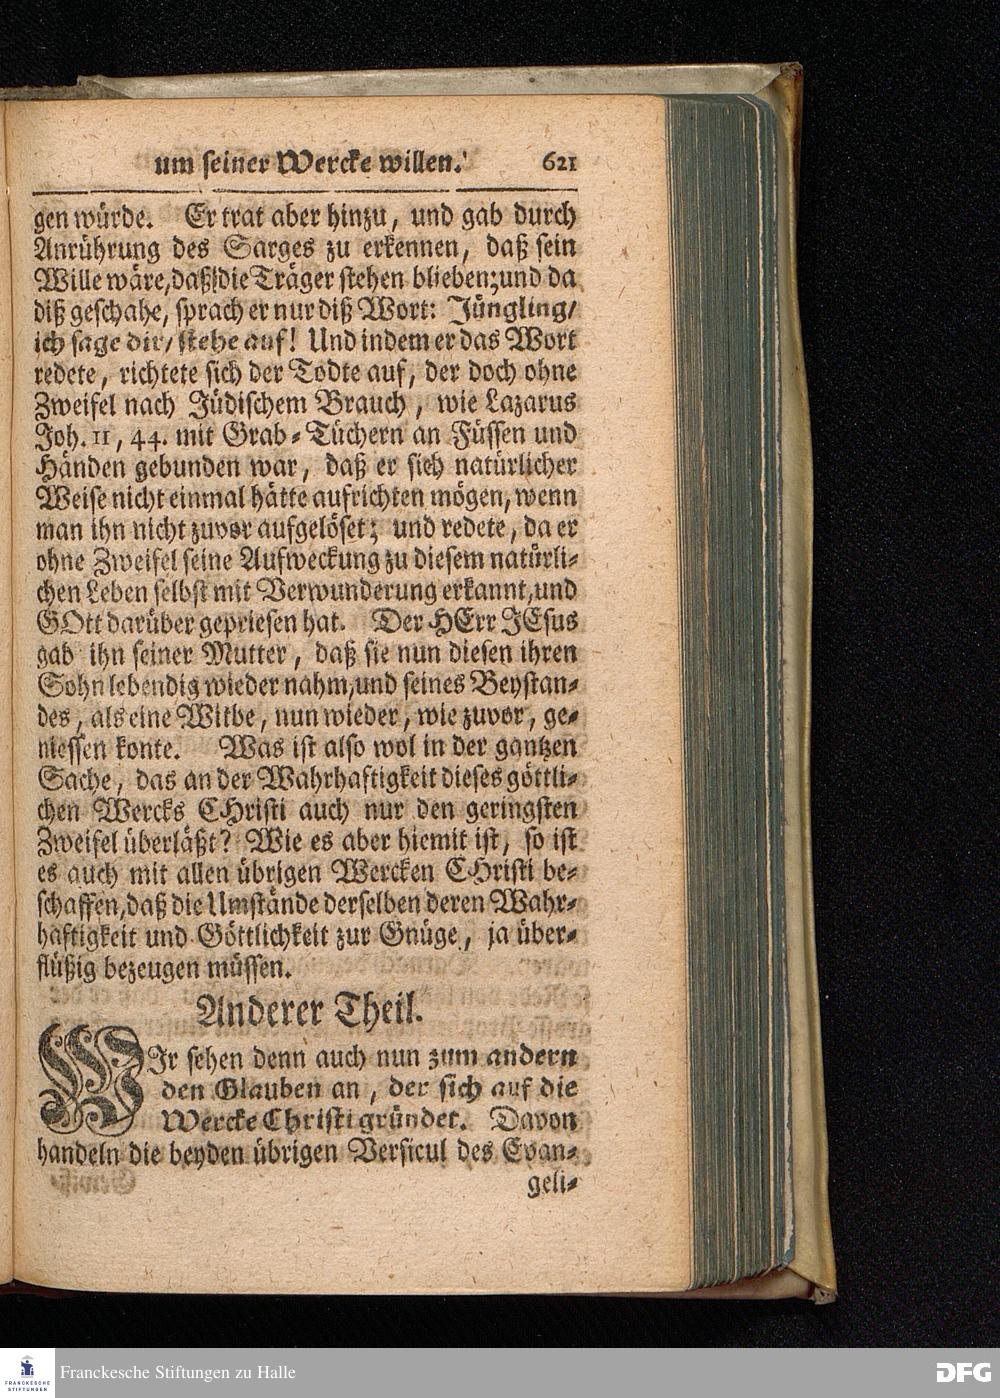 um seiner Wercke willen. 621
gen würde. Er trat aber hinzu, und gab durch
Anrührung des Sarges zu erkennen, daß sein
Wille wäre, daß die Träger stehen blieben; und da
diß geschahe, sprach er nur diß Wort: Jüngling/
ich sage dir/ stehe auf! Und indem er das Wort
redete, richtete sich der Todte auf, der doch ohne
Zweifel nach Jüdischem Brauch, wie Lazarus
Joh. 11, 44. mit Grab-Tüchern an Füssen und
Händen gebunden war, daß er sich natürlicher
Weise nicht einmal hätte aufrichten mögen, wenn
man ihn nicht zuvor aufgelöset; und redete, da er
ohne Zweifel seine Aufweckung zu diesem natürli-
chen Leben selbst mit Verwunderung erkannt, und
GOtt darüber gepriesen hat. Der HErr JEsus
gab ihn seiner Mutter, daß sie nun diesen ihren
Sohn lebendig wieder nahm, und seines Beystan-
des, als eine Witbe, nun wieder, wie zuvor, ge-
niessen konte. Was ist also wol in der gantzen
Sache, das an der Wahrhaftigkeit dieses göttli-
chen Wercks CHristi auch nur den geringsten
Zweifel überläßt? Wie es aber hiemit ist, so ist
es auch mit allen übrigen Wercken CHristi be-
schaffen, daß die Umstände derselben deren Wahr-
haftigkeit und Göttlichkeit zur Gnüge, ja über-
flüßig bezeugen müssen.
Anderer Theil.
WIr sehen denn auch nun zum andern
den Glauben an, der sich auf die
Wercke Christi gründet. Davon
handeln die beyden übrigen Versicul des Evan-
geli-
FRANCKESCHE
STIFTUNGEN
Franckesche Stiftungen zu Halle
DFG